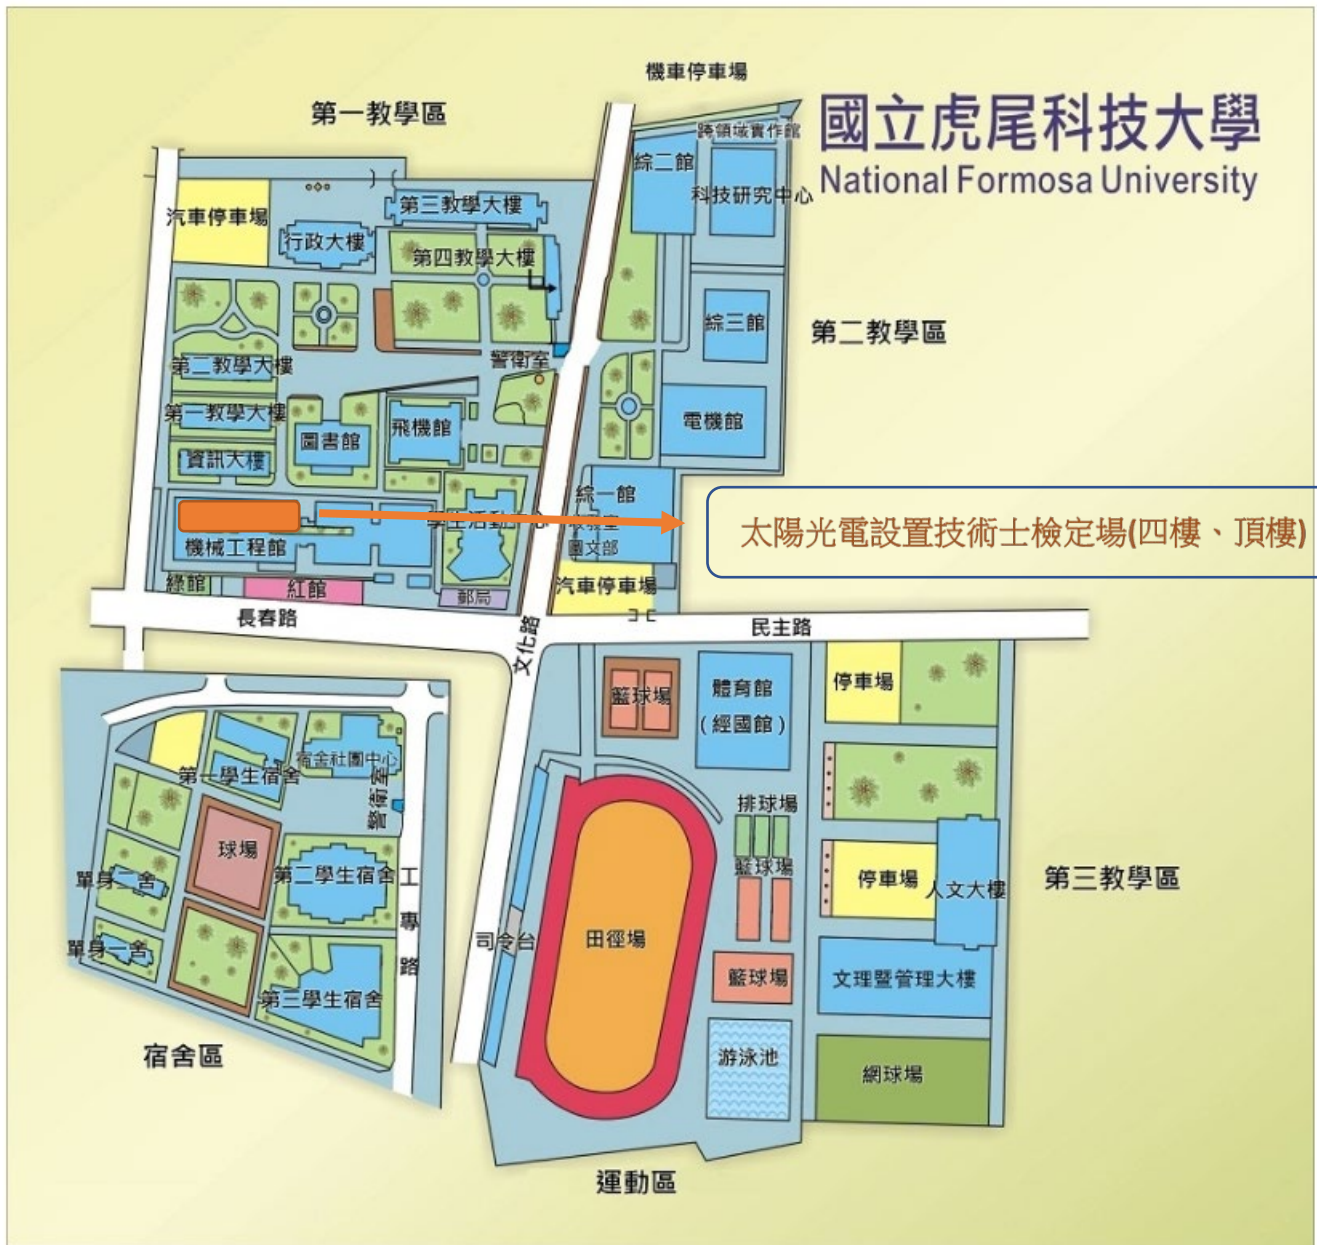 機車停車場
國立虎尾科技大學
National Formosa University
第一教學區
跨領域實作館
綜二館
科技研究中心
汽車停車場
第三教學大樓
行政大樓
第四教學大樓
綜三館
第二教學區
警衛室
第二教學大樓
第一教學大樓
圖書館
飛機館
電機館
資訊大樓
綜一館
學生活動中心
圖文部
太陽光電設置技術士檢定場(四樓、頂樓)
機械工程館
綠館
紅館
郵局
汽車停車場
長春路
文化路
民主路
籃球場
體育館
(經國館)
停車場
宿舍社團中心
第一學生宿舍
警衛室
排球場
球場
籃球場
第二學生宿舍
單身二舍
工專路
停車場
人文大樓
第三教學區
單身一舍
司令台
田徑場
籃球場
文理暨管理大樓
第三學生宿舍
宿舍區
游泳池
網球場
運動區